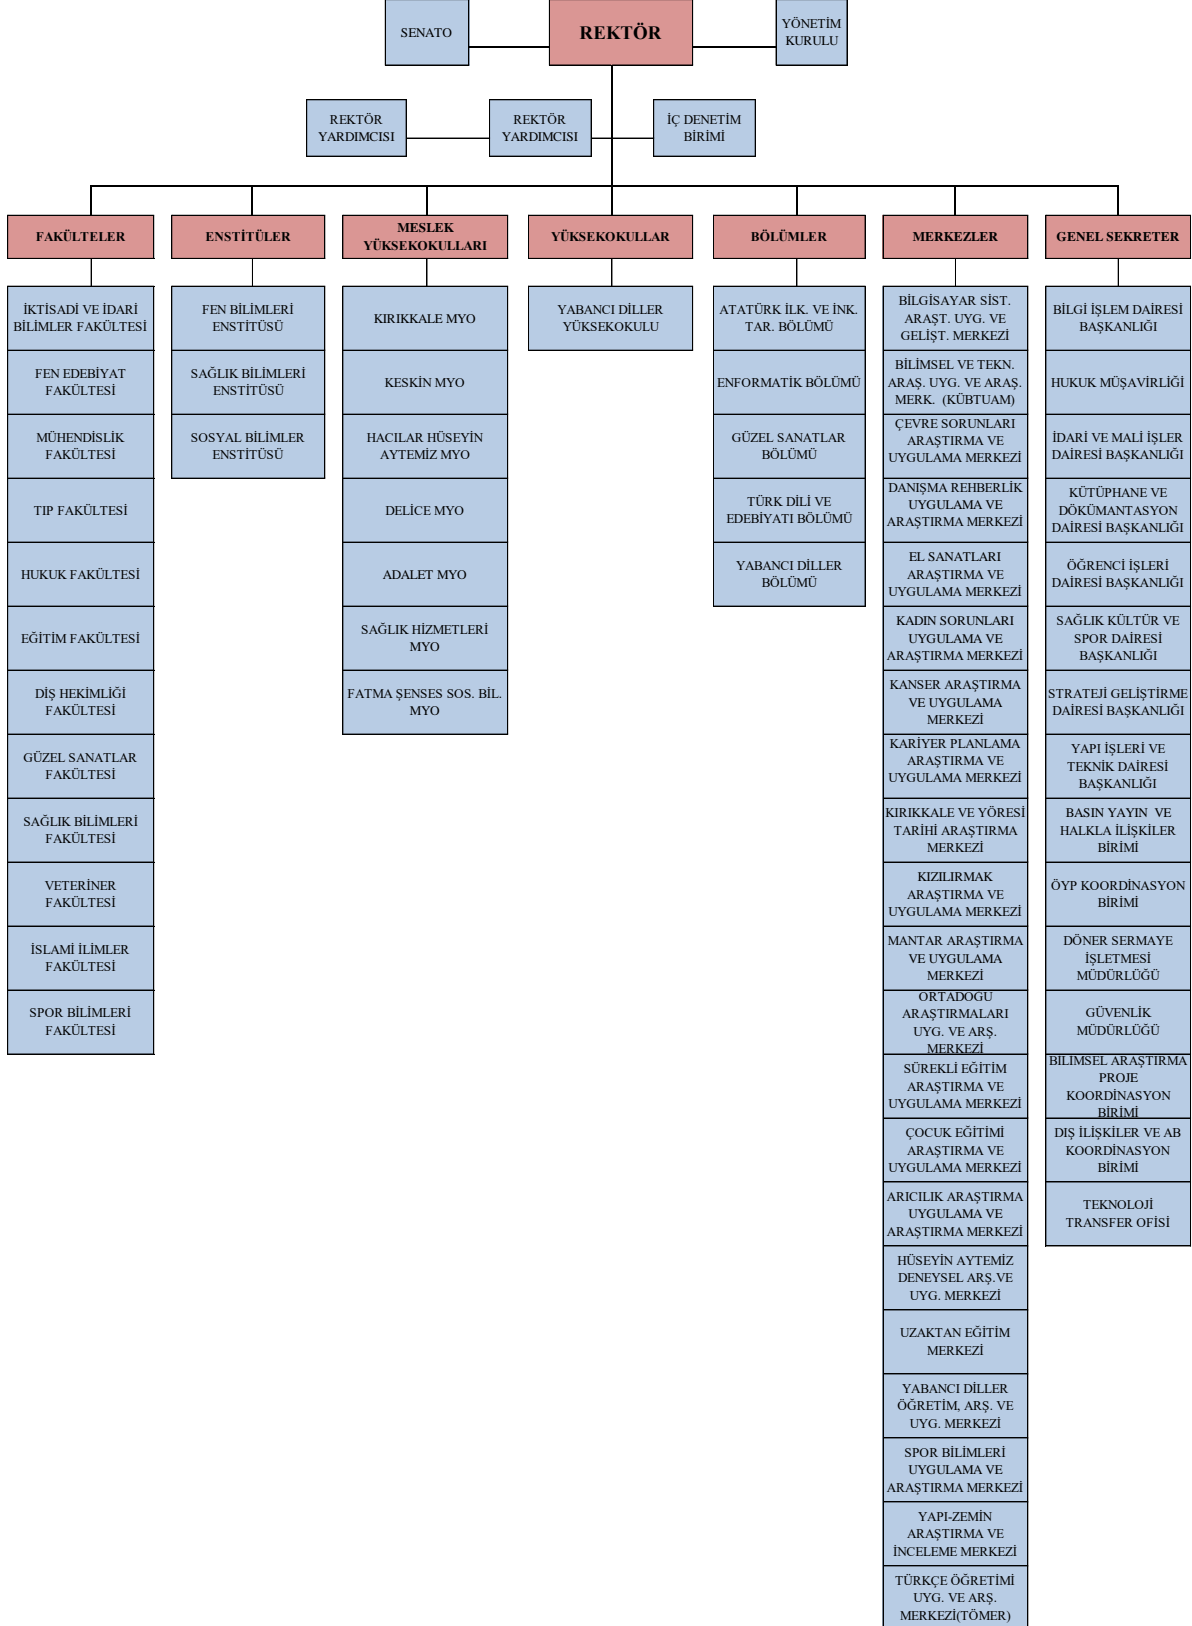 SENATO
REKTÖR
YÖNETİM
KURULU
REKTÖR
YARDIMCISI
REKTÖR
YARDIMCISI
İÇ DENETİM
BİRİMİ
FAKÜLTELER
ENSTİTÜLER
MESLEK
YÜKSEKOKULLARI
YÜKSEKOKULLAR
BÖLÜMLER
MERKEZLER
GENEL SEKRETER
İKTİSADİ VE İDARİ
BİLİMLER FAKÜLTESİ
FEN EDEBİYAT
FAKÜLTESİ
MÜHENDİSLİK
FAKÜLTESİ
TIP FAKÜLTESİ
HUKUK FAKÜLTESİ
EĞİTİM FAKÜLTESİ
DİŞ HEKİMLİĞİ
FAKÜLTESİ
GÜZEL SANATLAR
FAKÜLTESİ
SAĞLIK BİLİMLERİ
FAKÜLTESİ
VETERİNER
FAKÜLTESİ
İSLAMİ İLİMLER
FAKÜLTESİ
SPOR BİLİMLERİ
FAKÜLTESİ
FEN BİLİMLERİ
ENSTİTÜSÜ
SAĞLIK BİLİMLERİ
ENSTİTÜSÜ
SOSYAL BİLİMLER
ENSTİTÜSÜ
KIRIKKALE MYO
KESKİN MYO
HACILAR HÜSEYİN
AYTEMİZ MYO
DELİCE MYO
ADALET MYO
SAĞLIK HİZMETLERİ
MYO
FATMA ŞENSES SOS. BİL.
MYO
YABANCI DİLLER
YÜKSEKOKULU
ATATÜRK İLK. VE İNK.
TAR. BÖLÜMÜ
ENFORMATİK BÖLÜMÜ
GÜZEL SANATLAR
BÖLÜMÜ
TÜRK DİLİ VE
EDEBİYATI BÖLÜMÜ
YABANCI DİLLER
BÖLÜMÜ
BİLGİSAYAR SİST.
ARAŞT. UYG. VE
GELİŞT. MERKEZİ
BİLİMSEL VE TEKN.
ARAŞ. UYG. VE ARAŞ.
MERK. (KÜBTUAM)
ÇEVRE SORUNLARI
ARAŞTIRMA VE
UYGULAMA MERKEZİ
DANIŞMA REHBERLİK
UYGULAMA VE
ARAŞTIRMA MERKEZİ
EL SANATLARI
ARAŞTIRMA VE
UYGULAMA MERKEZİ
KADIN SORUNLARI
UYGULAMA VE
ARAŞTIRMA MERKEZİ
KANSER ARAŞTIRMA
VE UYGULAMA
MERKEZİ
KARİYER PLANLAMA
ARAŞTIRMA VE
UYGULAMA MERKEZİ
KIRIKKALE VE YÖRESİ
TARİHİ ARAŞTIRMA
MERKEZİ
KIZILIRMAK
ARAŞTIRMA VE
UYGULAMA MERKEZİ
MANTAR ARAŞTIRMA
VE UYGULAMA
MERKEZİ
ORTADOĞU
ARAŞTIRMALARI
UYG. VE ARŞ.
MERKEZİ
SÜREKLİ EĞİTİM
ARAŞTIRMA VE
UYGULAMA MERKEZİ
ÇOCUK EĞİTİMİ
ARAŞTIRMA VE
UYGULAMA MERKEZİ
ARICILIK ARAŞTIRMA
UYGULAMA VE
ARAŞTIRMA MERKEZİ
HÜSEYİN AYTEMİZ
DENEYSEL ARŞ.VE
UYG. MERKEZİ
UZAKTAN EĞİTİM
MERKEZİ
YABANCI DİLLER
ÖĞRETİM, ARŞ. VE
UYG. MERKEZİ
SPOR BİLİMLERİ
UYGULAMA VE
ARAŞTIRMA MERKEZİ
YAPI-ZEMİN
ARAŞTIRMA VE
İNCELEME MERKEZİ
TÜRKÇE ÖĞRETİMİ
UYG. VE ARŞ.
MERKEZİ(TÖMER)
BİLGİ İŞLEM DAİRESİ
BAŞKANLIĞI
HUKUK MÜŞAVİRLİĞİ
İDARİ VE MALİ İŞLER
DAİRESİ BAŞKANLIĞI
KÜTÜPHANE VE
DÖKÜMANTASYON
DAİRESİ BAŞKANLIĞI
ÖĞRENCİ İŞLERİ
DAİRESİ BAŞKANLIĞI
SAĞLIK KÜLTÜR VE
SPOR DAİRESİ
BAŞKANLIĞI
STRATEJİ GELİŞTİRME
DAİRESİ BAŞKANLIĞI
YAPI İŞLERİ VE
TEKNİK DAİRESİ
BAŞKANLIĞI
BASIN YAYIN VE
HALKLA İLİŞKİLER
BİRİMİ
ÖYP KOORDİNASYON
BİRİMİ
DÖNER SERMAYE
İŞLETMESİ
MÜDÜRLÜĞÜ
GÜVENLİK
MÜDÜRLÜĞÜ
BİLİMSEL ARAŞTIRMA
PROJE
KOORDİNASYON
BİRİMİ
DIŞ İLİŞKİLER VE AB
KOORDİNASYON
BİRİMİ
TEKNOLOJİ
TRANSFER OFİSİ